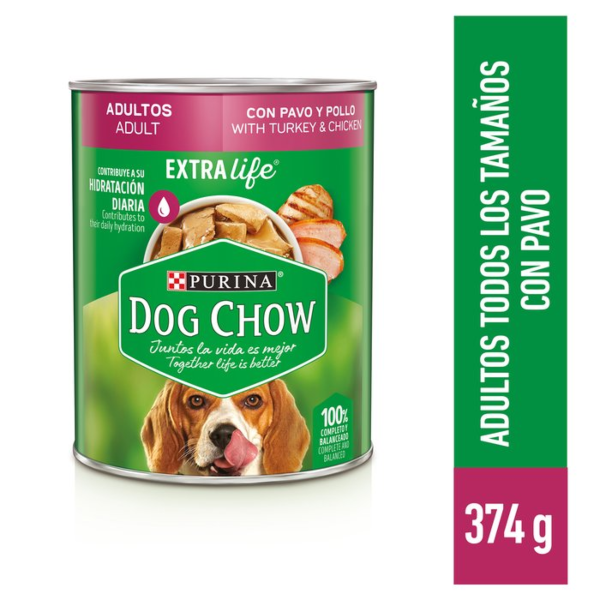 ADULTOS
ADULT
CON PAVO Y POLLO
WITH TURKEY & CHICKEN
EXTRA life®
CONTRIBUYE A SU
HIDRATACIÓN
DIARIA
Contributes to
their daily hydration
PURINA®
DOG CHOW
Juntos la vida es mejor
Together life is better
100%
COMPLETO Y
BALANCEADO
COMPLETE AND
BALANCED
ADULTOS TODOS LOS TAMAÑOS
CON PAVO
374 g